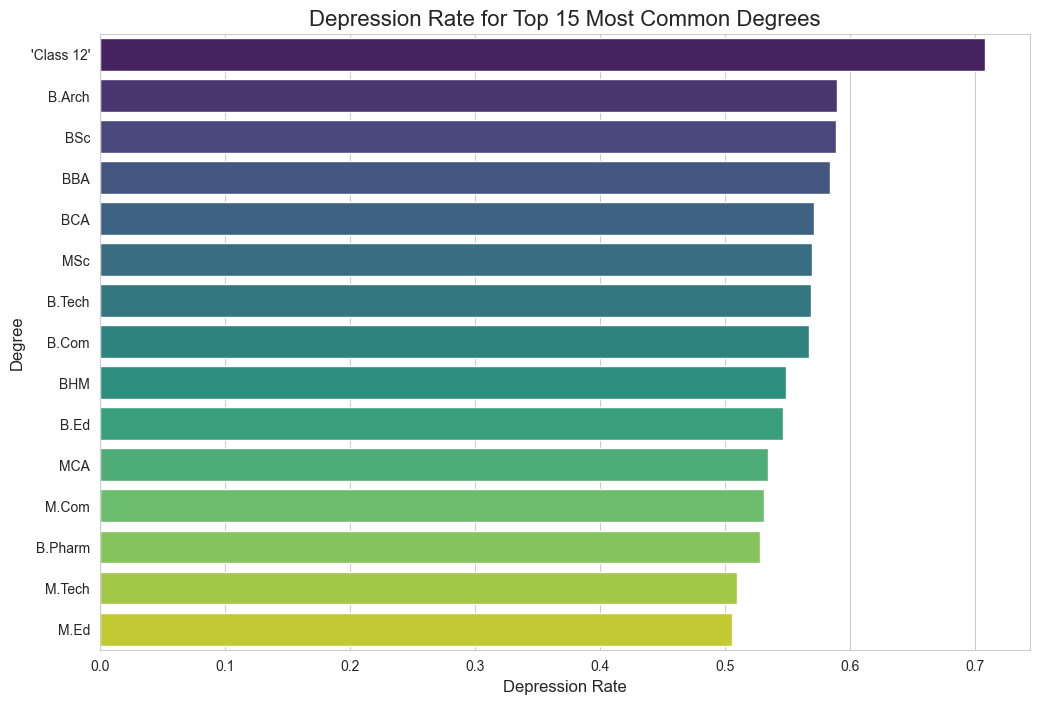 Depression Rate for Top 15 Most Common Degrees
'Class 12'
B.Arch
BSc
BBA
BCA
MSc
B.Tech
B.Com
BHM
B.Ed
MCA
M.Com
B.Pharm
M.Tech
M.Ed
Degree
0.0 0.1 0.2 0.3 0.4 0.5 0.6 0.7
Depression Rate